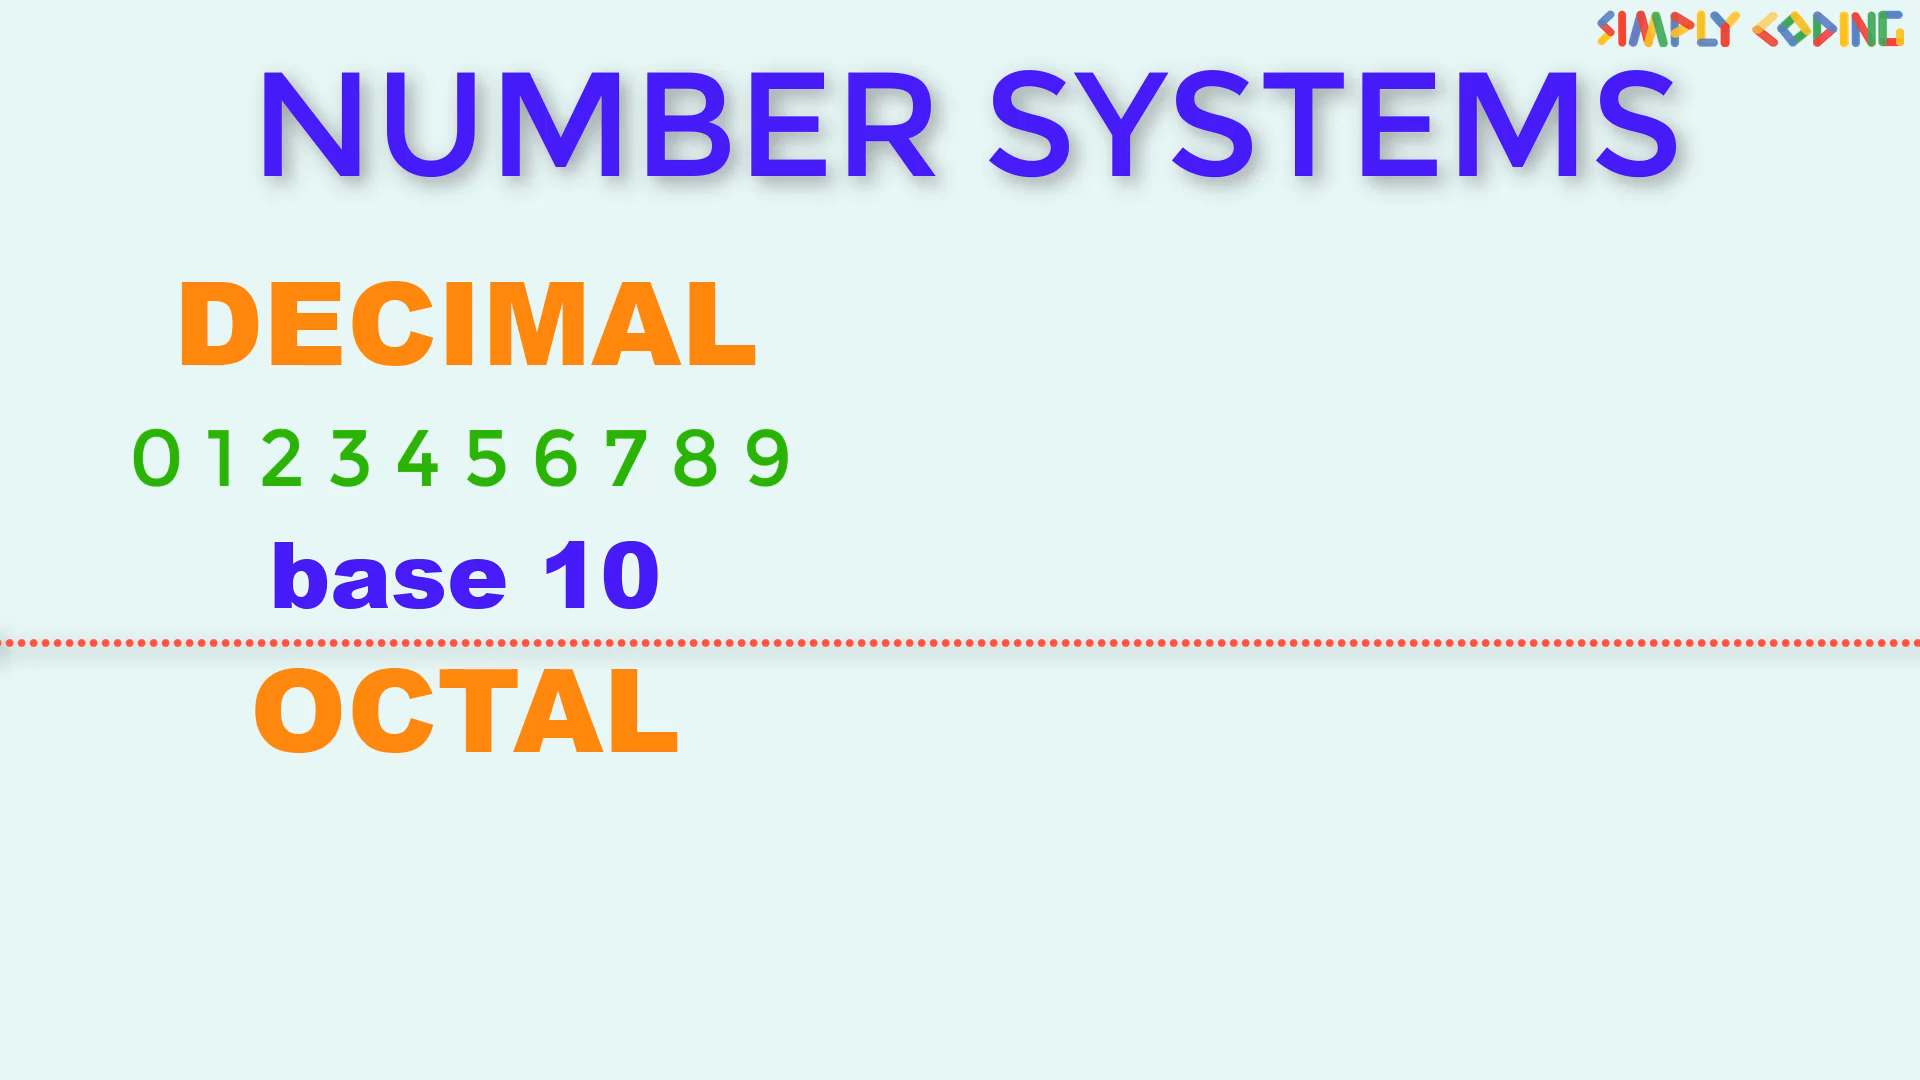 SIMPLY CODING
NUMBER SYSTEMS
DECIMAL
0 1 2 3 4 5 6 7 8 9
base 10
OCTAL